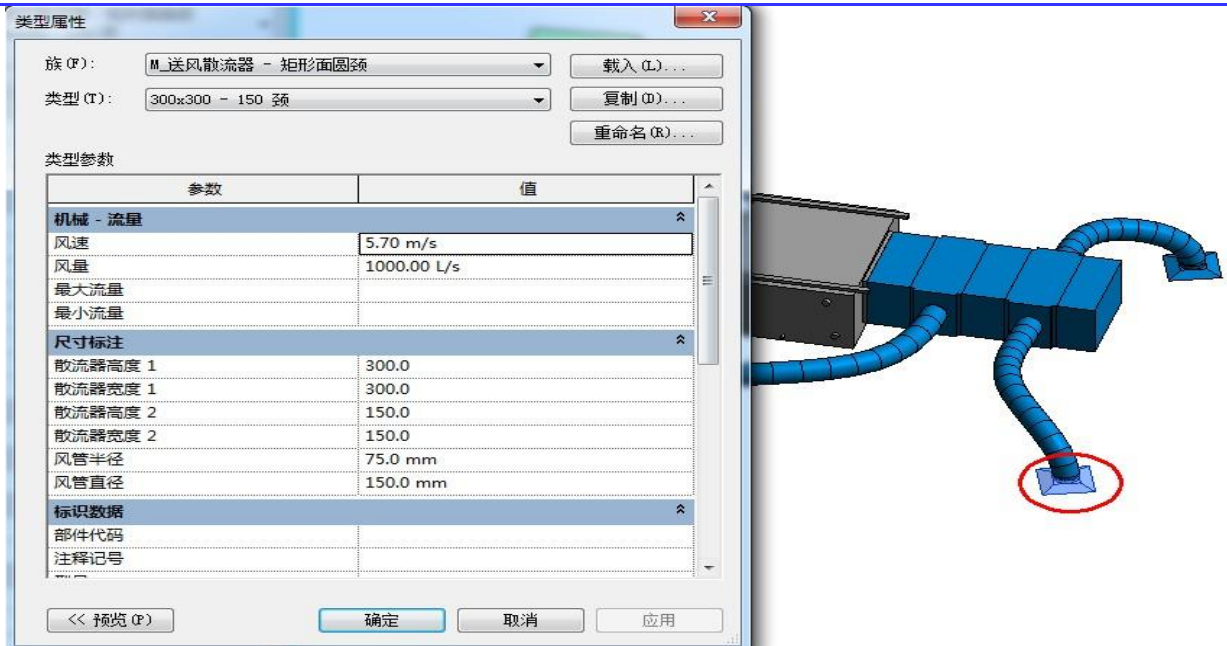 类型属性
族(F): M_送风散流器 - 矩形面圆颈 载入(L)...
类型(T): 300x300 - 150 颈 复制(D)...
重命名(R)...
类型参数
参数 值
机械 - 流量
风速 5.70 m/s
风量 1000.00 L/s
最大流量
最小流量
尺寸标注
散流器高度 1 300.0
散流器宽度 1 300.0
散流器高度 2 150.0
散流器宽度 2 150.0
风管半径 75.0 mm
风管直径 150.0 mm
标识数据
部件代码
注释记号
<< 预览(P) 确定 取消 应用